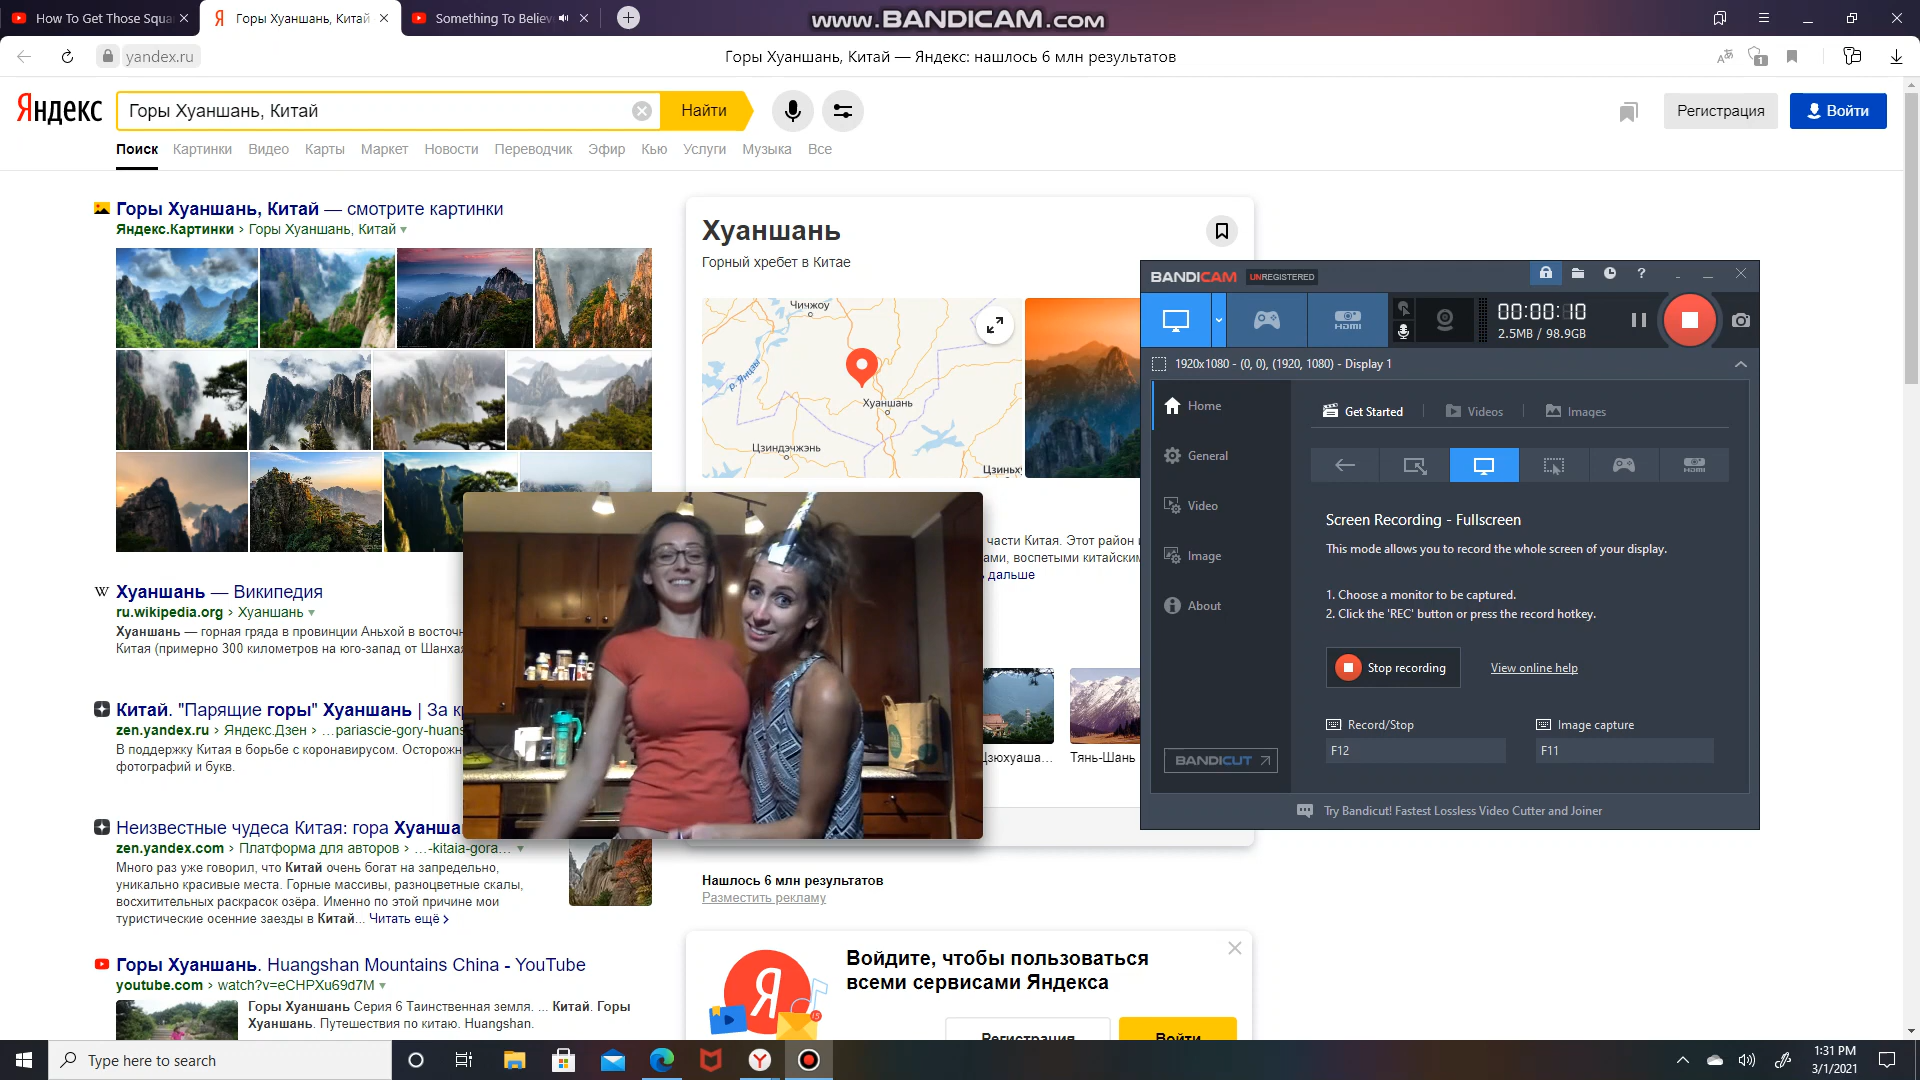 How To Get Those Squa
Горы Хуаншань, Китай
Something To Believ
www.BANDICAM.com
yandex.ru
Горы Хуаншань, Китай — Яндекс: нашлось 6 млн результатов
1
Яндекс
Горы Хуаншань, Китай
Найти
Регистрация
Войти
Поиск Картинки Видео Карты Маркет Новости Переводчик Эфир Кью Услуги Музыка Все
Горы Хуаншань, Китай — смотрите картинки
Яндекс.Картинки › Горы Хуаншань, Китай
Хуаншань — Википедия
ru.wikipedia.org › Хуаншань
Хуаншань — горная гряда в провинции Аньхой в восточн
Китая (примерно 300 километров на юго-запад от Шанха
Китай. "Парящие горы" Хуаншань | За к
zen.yandex.ru › Яндекс.Дзен › ...pariascie-gory-huans
В поддержку Китая в борьбе с коронавирусом. Осторожн
фотографий и букв.
Неизвестные чудеса Китая: гора Хуанша
zen.yandex.com › Платформа для авторов › ...-kitaia-gora...
Много раз уже говорил, что Китай очень богат на запредельно,
уникально красивые места. Горные массивы, разноцветные скалы,
восхитительных раскрасок озёра. Именно по этой причине мои
туристические осенние заезды в Китай... Читать ещё ›
Горы Хуаншань. Huangshan Mountains China - YouTube
youtube.com › watch?v=eCHPXu69d7M
Горы Хуаншань Серия 6 Таинственная земля. ... Китай. Горы
Хуаншань. Путешествия по китаю. Huangshan.
Хуаншань
Горный хребет в Китае
Чичжоу
р. Янцзы
Хуаншань
Цзиндэчжэнь
Цзиньх
части Китая. Этот район
ами, воспетыми китайским
дальше
Цзюхуаша...
Тянь-Шань
Нашлось 6 млн результатов
Разместить рекламу
Войдите, чтобы пользоваться
всеми сервисами Яндекса
Я
Регистрация
Войти
BANDICAM UNREGISTERED
?
HDMI
00:00:10
2.5MB / 98.9GB
1920x1080 - (0, 0), (1920, 1080) - Display 1
Home
General
Video
Image
About
BANDICUT
Get Started
Videos
Images
HDMI
Screen Recording - Fullscreen
This mode allows you to record the whole screen of your display.
1. Choose a monitor to be captured.
2. Click the 'REC' button or press the record hotkey.
Stop recording
View online help
Record/Stop
F12
Image capture
F11
Try Bandicut! Fastest Lossless Video Cutter and Joiner
Type here to search
1:31 PM
3/1/2021